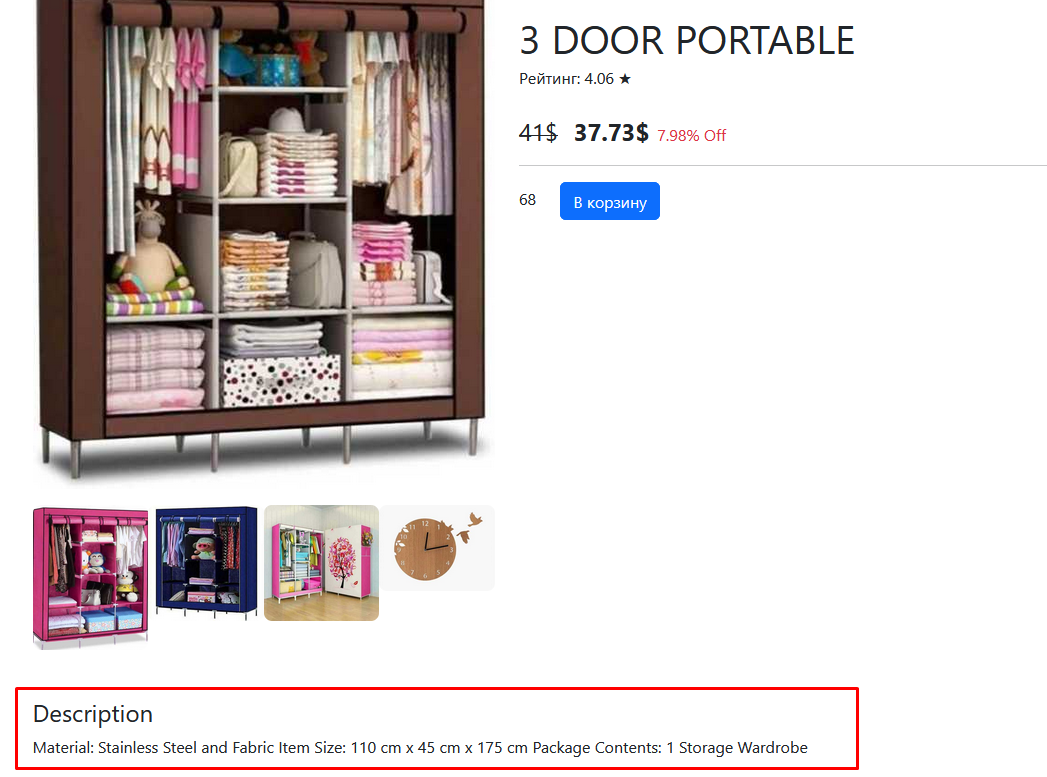 3 DOOR PORTABLE
Рейтинг: 4.06 ★
41$ 37.73$ 7.98% Off
68 В корзину
Description
Material: Stainless Steel and Fabric Item Size: 110 cm x 45 cm x 175 cm Package Contents: 1 Storage Wardrobe